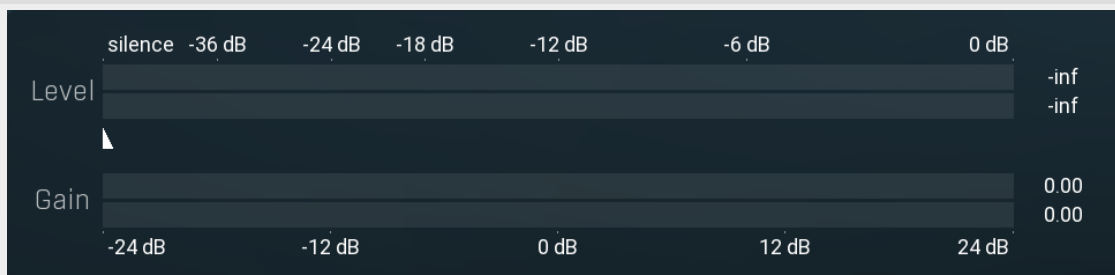 silence -36 dB -24 dB -18 dB -12 dB -6 dB 0 dB
Level
-inf
-inf
Gain
0.00
0.00
-24 dB -12 dB 0 dB 12 dB 24 dB